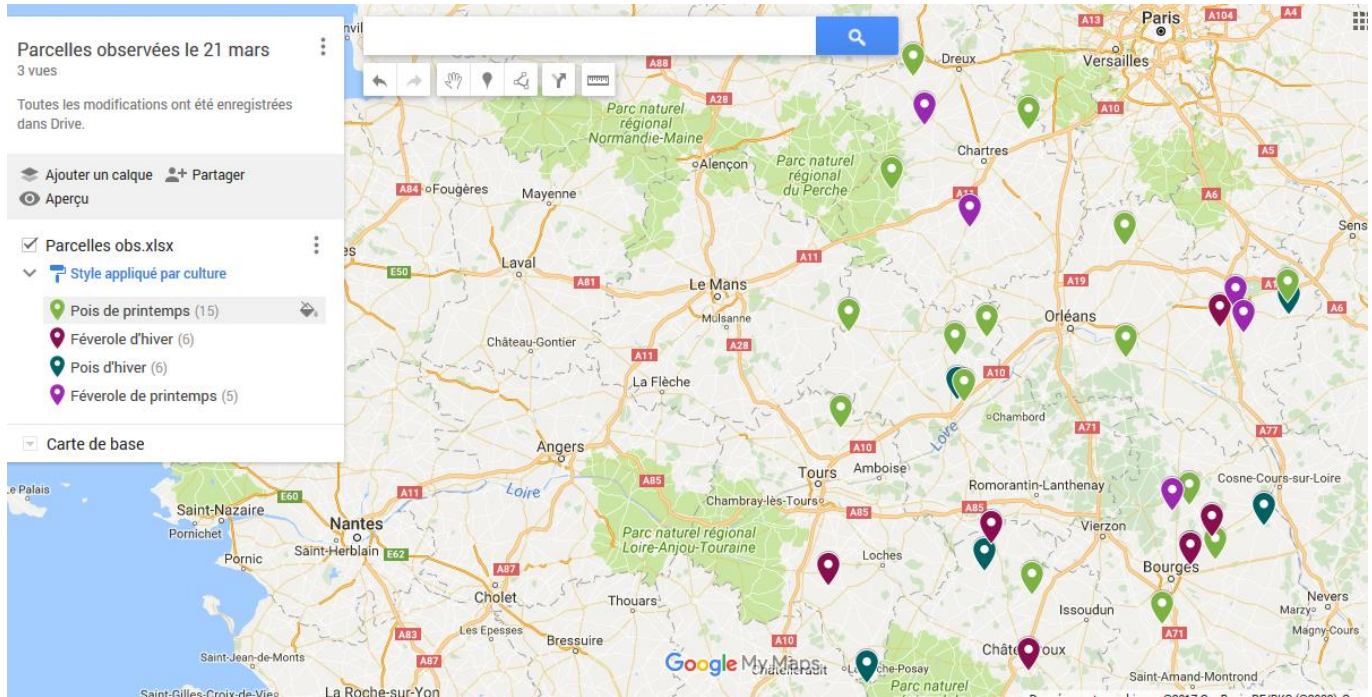 Parcelles observées le 21 mars
3 vues
Toutes les modifications ont été enregistrées
dans Drive.
Ajouter un calque
Partager
Aperçu
Parcelles obs.xlsx
Style appliqué par culture
Pois de printemps (15)
Féverole d'hiver (6)
Pois d'hiver (6)
Féverole de printemps (5)
Carte de base
Paris
A13
A104
A4
Versailles
Dreux
A88
A28
A10
Parc naturel
régional
Normandie-Maine
Chartres
A5
Alençon
Parc naturel
régional
du Perche
A84
Fougères
Mayenne
A11
A6
Sens
Laval
E50
A81
A11
Le Mans
A19
Mulsanne
Orléans
A6
Château-Gontier
A11
A28
A10
La Flèche
Chambord
Loire
A71
A77
Angers
A10
Tours
Amboise
A85
Romorantin-Lanthenay
Cosne-Cours-sur-Loire
Chambray-lès-Tours
A85
A85
e Palais
E60
A11
Loire
Saint-Nazaire
Pornichet
Nantes
Saint-Herblain
E62
Pornic
Parc naturel régional
Loire-Anjou-Touraine
Vierzon
Loches
Bourges
A87
Cholet
Thouars
Issoudun
Nevers
Marzy
Les Epesses
A83
Bressuire
A10
A71
Magny-Cours
Saint-Jean-de-Monts
A87
Google My Maps
Châtellerault
Parc naturel
Saint-Amand-Montrond
Saint-Gilles-Croix-de-Vie
La Roche-sur-Yon